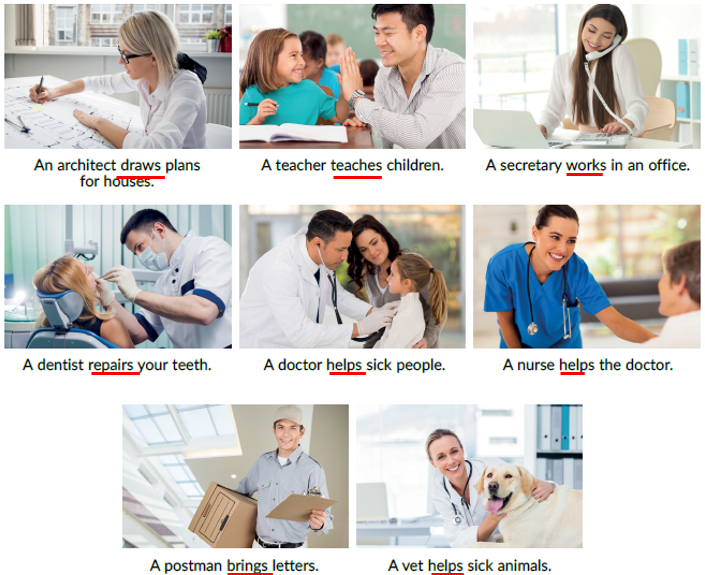 An architect draws plans
for houses.
A teacher teaches children.
A secretary works in an office.
A dentist repairs your teeth.
A doctor helps sick people.
A nurse helps the doctor.
A postman brings letters.
A vet helps sick animals.